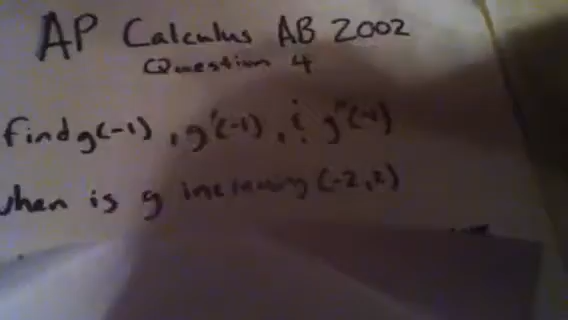 AP Calculus AB 2002
Question 4
find g(-1), g'(-1), & g''(-1)
when is g increasing (-2,2)